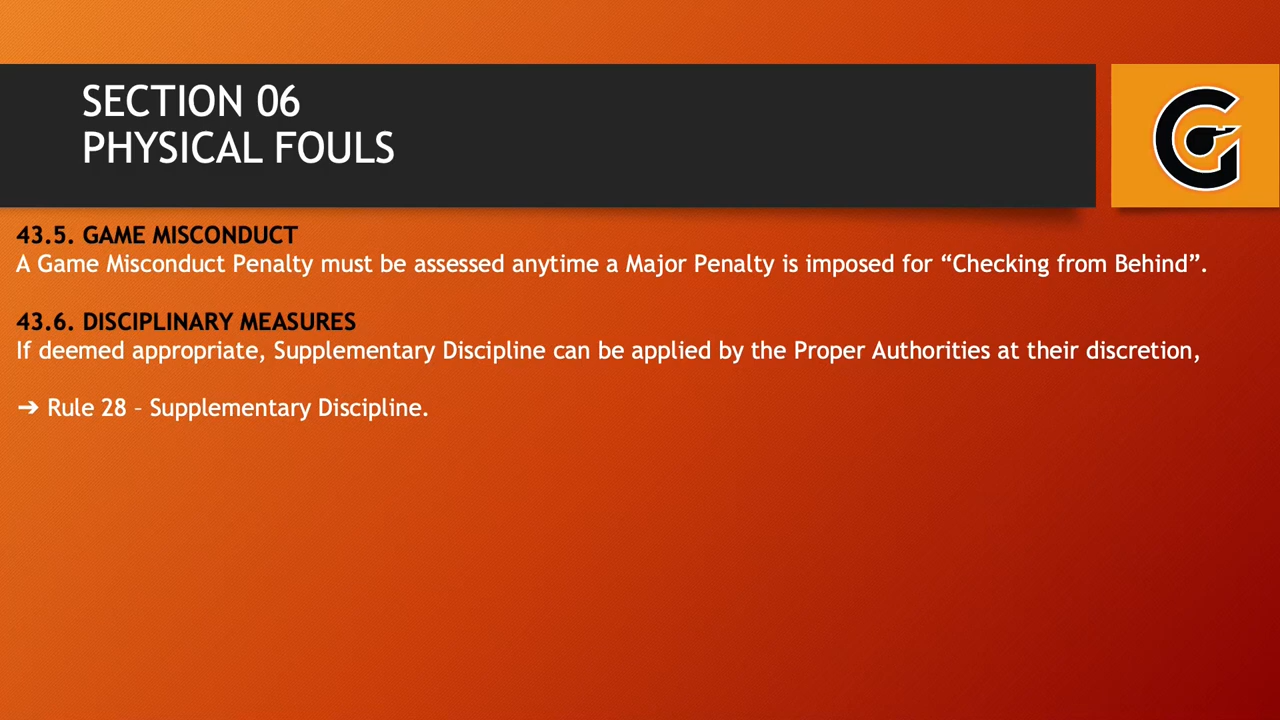 SECTION 06
PHYSICAL FOULS
43.5. GAME MISCONDUCT
A Game Misconduct Penalty must be assessed anytime a Major Penalty is imposed for “Checking from Behind”.
43.6. DISCIPLINARY MEASURES
If deemed appropriate, Supplementary Discipline can be applied by the Proper Authorities at their discretion,
➔ Rule 28 – Supplementary Discipline.
G